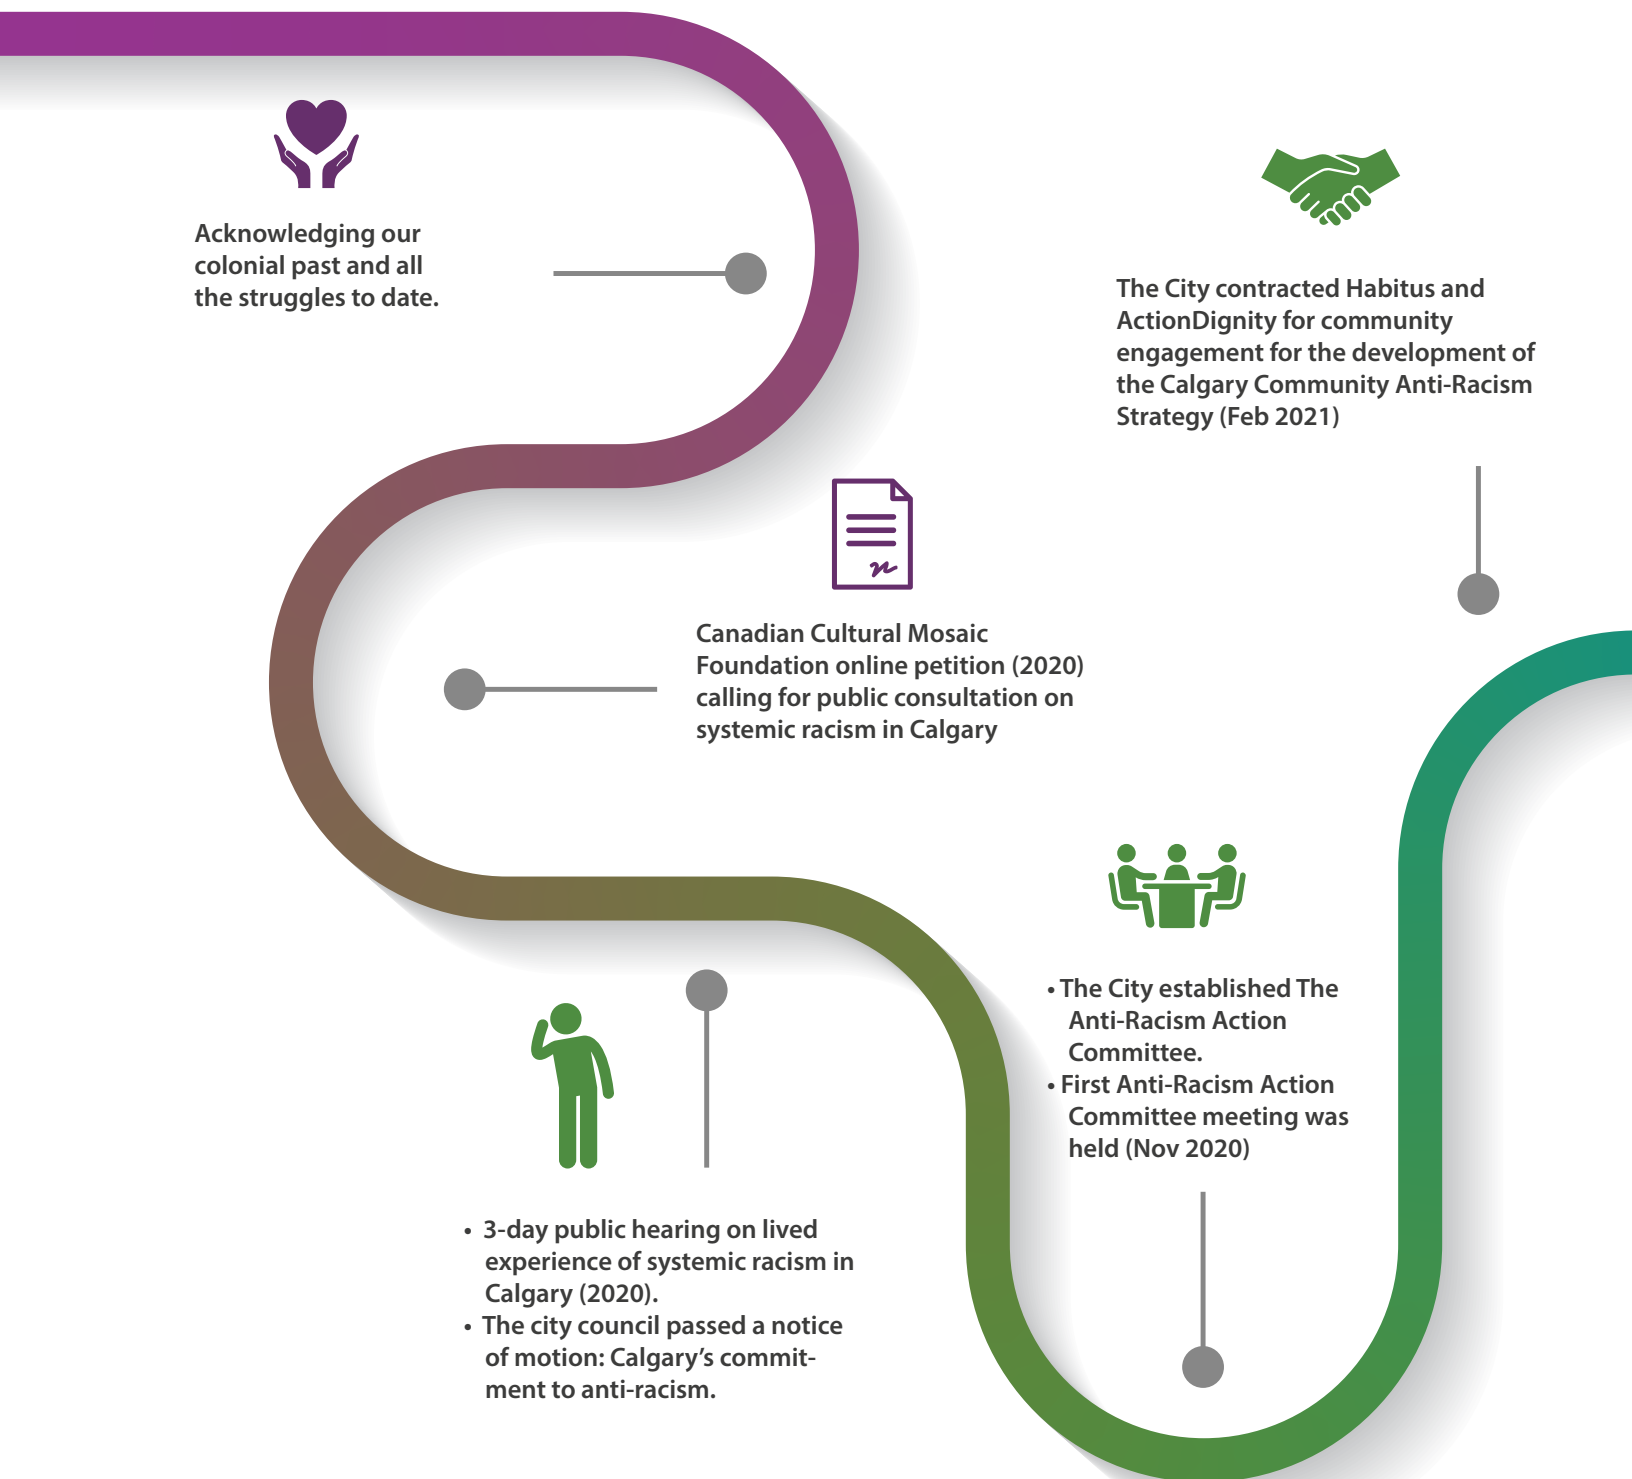 Acknowledging our
colonial past and all
the struggles to date.
The City contracted Habitus and
ActionDignity for community
engagement for the development of
the Calgary Community Anti-Racism
Strategy (Feb 2021)
Canadian Cultural Mosaic
Foundation online petition (2020)
calling for public consultation on
systemic racism in Calgary
• The City established The
Anti-Racism Action
Committee.
• First Anti-Racism Action
Committee meeting was
held (Nov 2020)
• 3-day public hearing on lived
experience of systemic racism in
Calgary (2020).
• The city council passed a notice
of motion: Calgary’s commit-
ment to anti-racism.